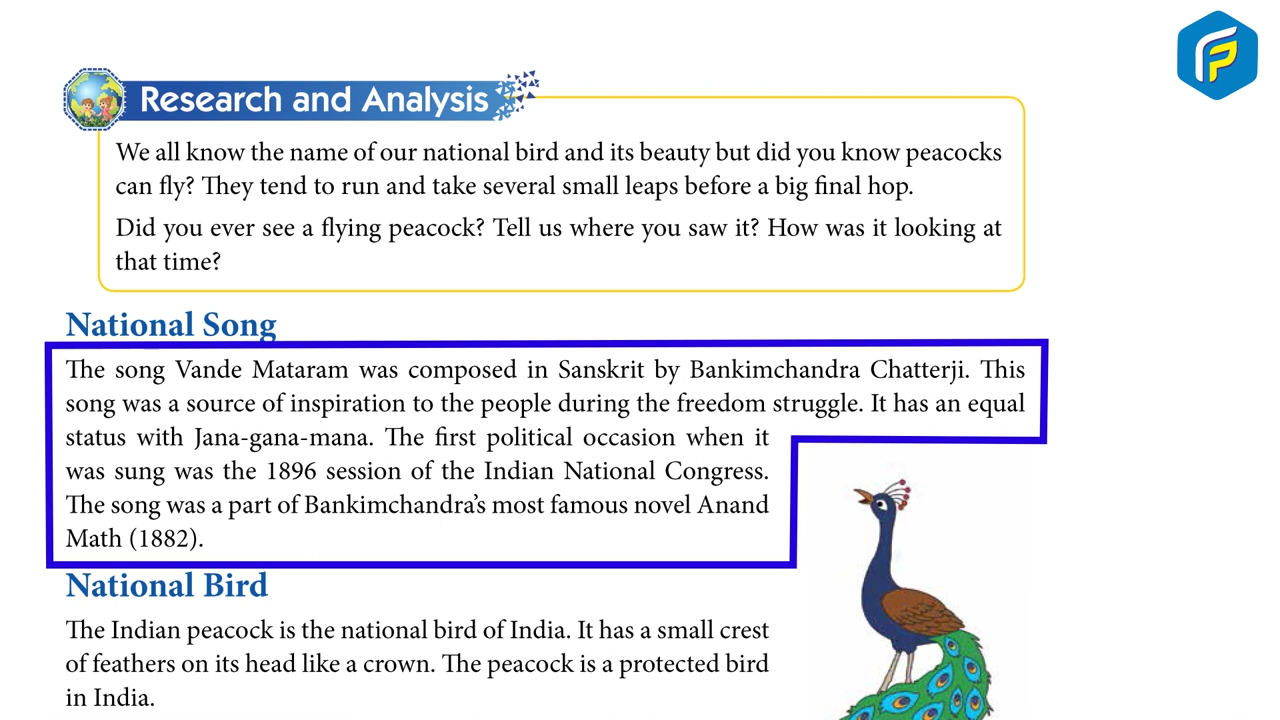 Research and Analysis
We all know the name of our national bird and its beauty but did you know peacocks
can fly? They tend to run and take several small leaps before a big final hop.
Did you ever see a flying peacock? Tell us where you saw it? How was it looking at
that time?
National Song
The song Vande Mataram was composed in Sanskrit by Bankimchandra Chatterji. This
song was a source of inspiration to the people during the freedom struggle. It has an equal
status with Jana-gana-mana. The first political occasion when it
was sung was the 1896 session of the Indian National Congress.
The song was a part of Bankimchandra’s most famous novel Anand
Math (1882).
National Bird
The Indian peacock is the national bird of India. It has a small crest
of feathers on its head like a crown. The peacock is a protected bird
in India.